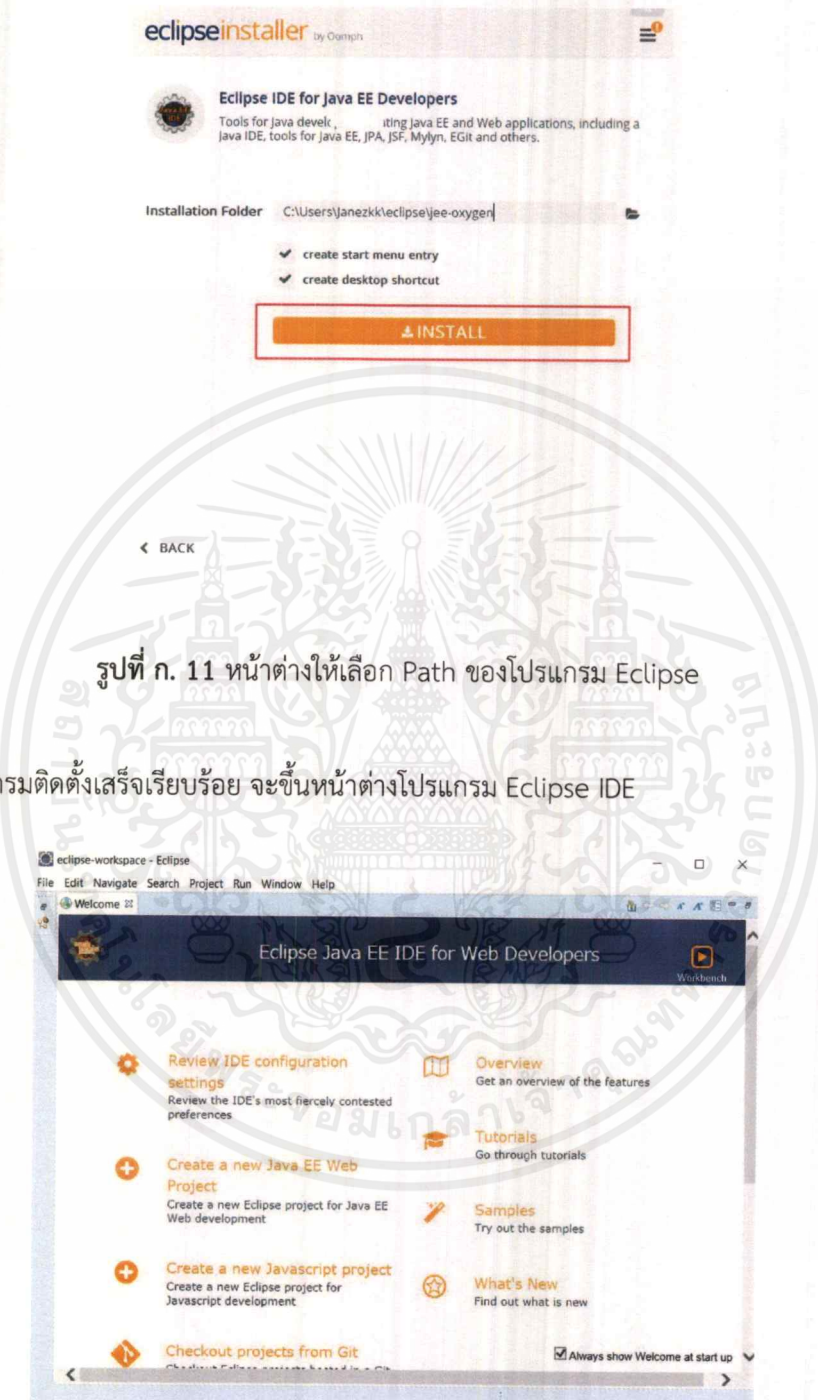 eclipseinstaller by Oomph
Eclipse IDE for Java EE Developers
Tools for Java develc iting Java EE and Web applications, including a
Java IDE, tools for Java EE, JPA, JSF, Mylyn, EGit and others.
Installation Folder C:\Users\Janezkk\eclipse\jee-oxygen
create start menu entry
create desktop shortcut
INSTALL
BACK
รูปที่ ก. 11 หน้าต่างให้เลือก Path ของโปรแกรม Eclipse
รมติดตั้งเสร็จเรียบร้อย จะขึ้นหน้าต่างโปรแกรม Eclipse IDE
eclipse-workspace - Eclipse
File Edit Navigate Search Project Run Window Help
Welcome
Eclipse Java EE IDE for Web Developers
Workbench
Review IDE configuration
settings
Review the IDE's most fiercely contested
preferences
Create a new Java EE Web
Project
Create a new Eclipse project for Java EE
Web development
Create a new Javascript project
Create a new Eclipse project for
Javascript development
Checkout projects from Git
Overview
Get an overview of the features
Tutorials
Go through tutorials
Samples
Try out the samples
What's New
Find out what is new
Always show Welcome at start up